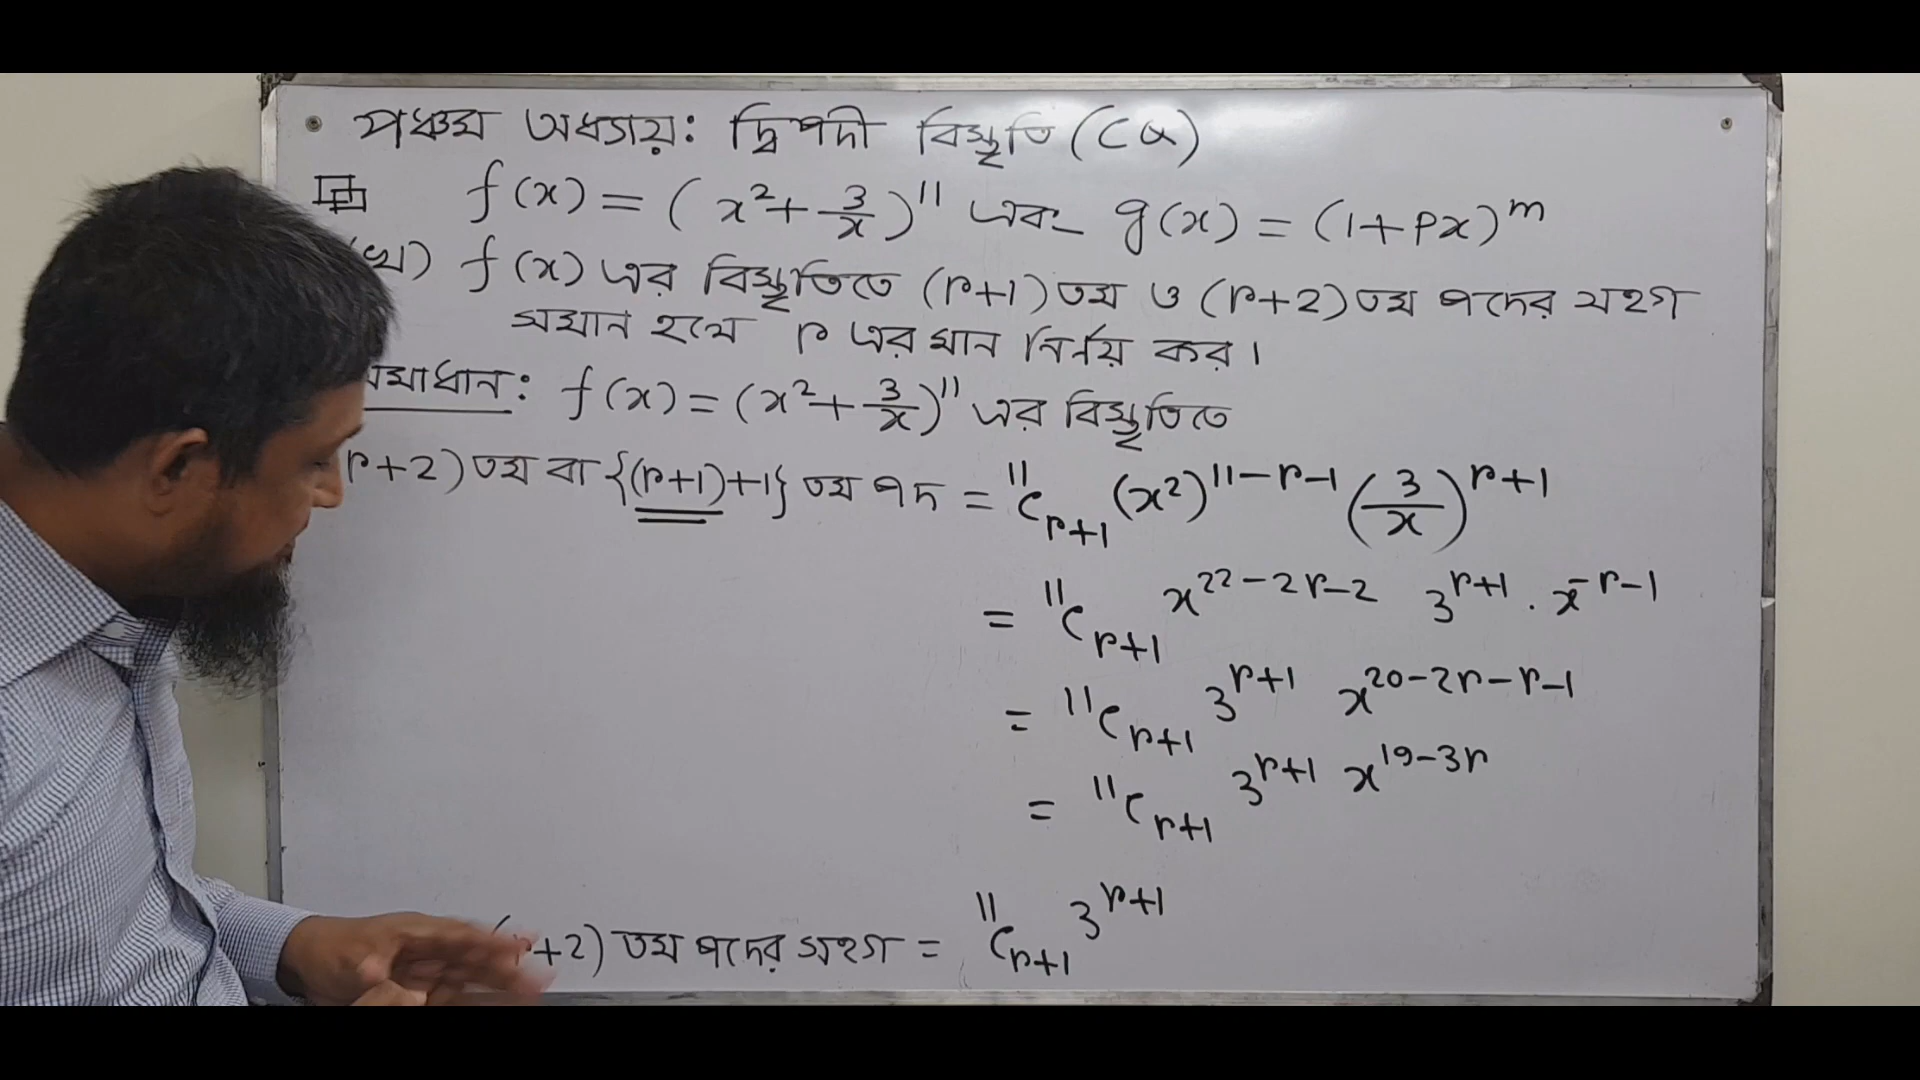 পঞ্চম অধ্যায়: দ্বিপদী বিস্তৃতি (CQ)
f(x) = (x² + 3/x)¹¹ এবং g(x) = (1+px)ᵐ
(খ) f(x) এর বিস্তৃতিতে (r+1) তম ও (r+2) তম পদের সহগ
সমান হলে r এর মান নির্ণয় কর।
সমাধান: f(x) = (x² + 3/x)¹¹ এর বিস্তৃতিতে
r+2) তম বা {(r+1)+1} তম পদ = ¹¹C_{r+1} (x²)^{11-r-1} (3/x)^{r+1}
= ¹¹C_{r+1} x^{22-2r-2} 3^{r+1} . x^{-r-1}
= ¹¹C_{r+1} 3^{r+1} x^{20-2r-r-1}
= ¹¹C_{r+1} 3^{r+1} x^{19-3r}
(r+2) তম পদের সহগ = ¹¹C_{r+1} 3^{r+1}